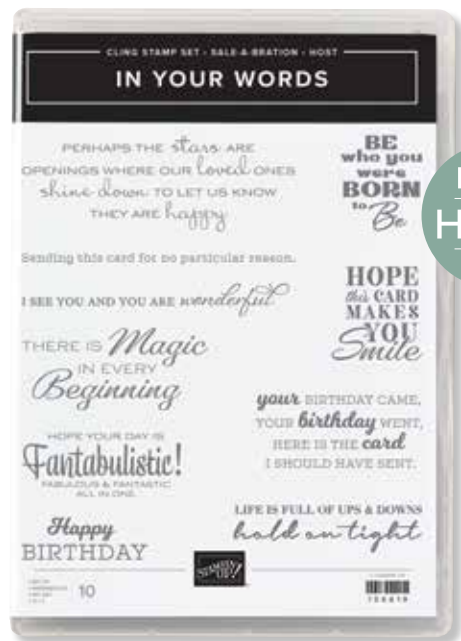 CLING STAMP SET • SALE-A-BRATION • HOST
IN YOUR WORDS
PERHAPS THE stars ARE
OPENINGS WHERE OUR loved ONES
shine down TO LET US KNOW
THEY ARE happy
Sending this card for no particular reason.
I SEE YOU AND YOU ARE wonderful
THERE IS Magic
IN EVERY
Beginning
HOPE YOUR DAY IS
Fantabulistic!
FABULOUS & FANTASTIC
ALL IN ONE.
Happy
BIRTHDAY
BE
who you
were
BORN
to Be
HOPE
this CARD
MAKES
YOU
Smile
your BIRTHDAY CAME,
YOUR birthday WENT,
HERE IS THE card
I SHOULD HAVE SENT.
LIFE IS FULL OF UPS & DOWNS
hold on tight
STAMPIN' UP!
10
H